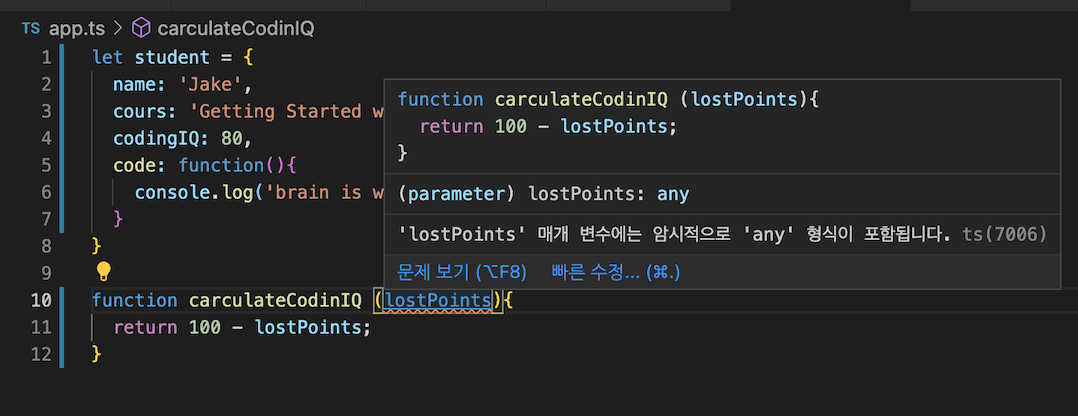 TS app.ts > carculateCodinIQ
1 let student = {
2 name: 'Jake',
3 cours: 'Getting Started w
4 codingIQ: 80,
5 code: function(){
6 console.log('brain is w
7 }
8 }
9
10 function carculateCodinIQ (lostPoints){
11 return 100 - lostPoints;
12 }
function carculateCodinIQ (lostPoints){
return 100 - lostPoints;
}
(parameter) lostPoints: any
'lostPoints' 매개 변수에는 암시적으로 'any' 형식이 포함됩니다. ts(7006)
문제 보기 (⌥F8) 빠른 수정... (⌘.)